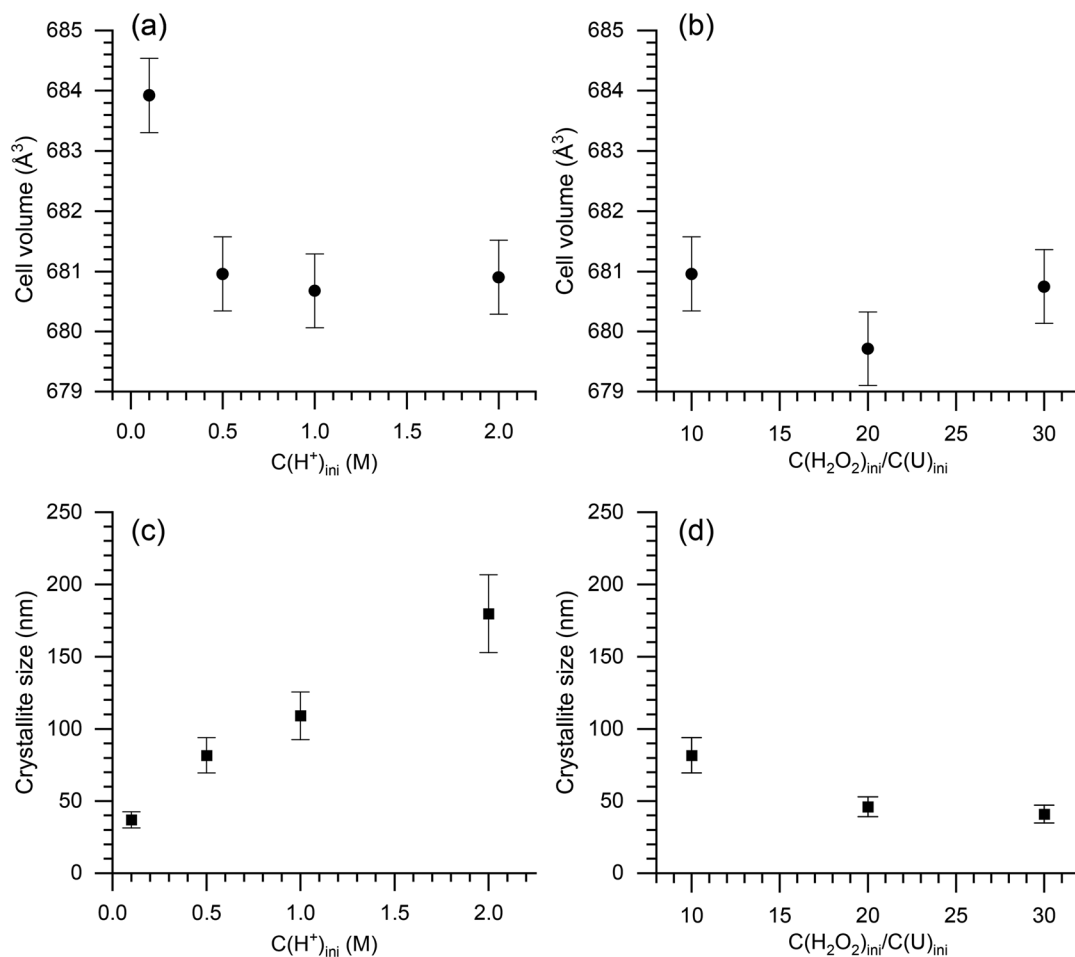 (a)
685
684
683
682
681
680
679
Cell volume (Å³)
0.0 0.5 1.0 1.5 2.0
C(H⁺)ini (M)
(b)
685
684
683
682
681
680
679
Cell volume (Å³)
10 15 20 25 30
C(H₂O₂)ini/C(U)ini
(c)
250
200
150
100
50
0
Crystallite size (nm)
0.0 0.5 1.0 1.5 2.0
C(H⁺)ini (M)
(d)
250
200
150
100
50
0
Crystallite size (nm)
10 15 20 25 30
C(H₂O₂)ini/C(U)ini